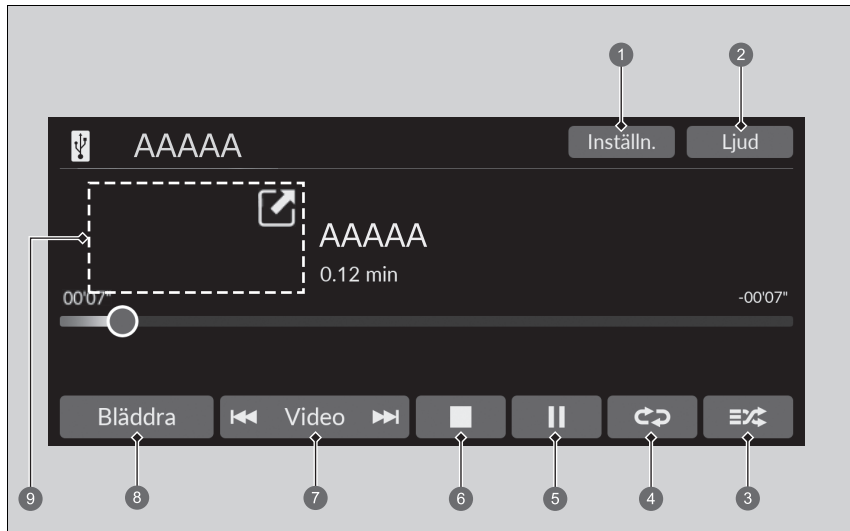 1 2
AAAAA Inställn. Ljud
AAAAA
0.12 min
00'07" -00'07"
Bläddra Video
9 8 7 6 5 4 3